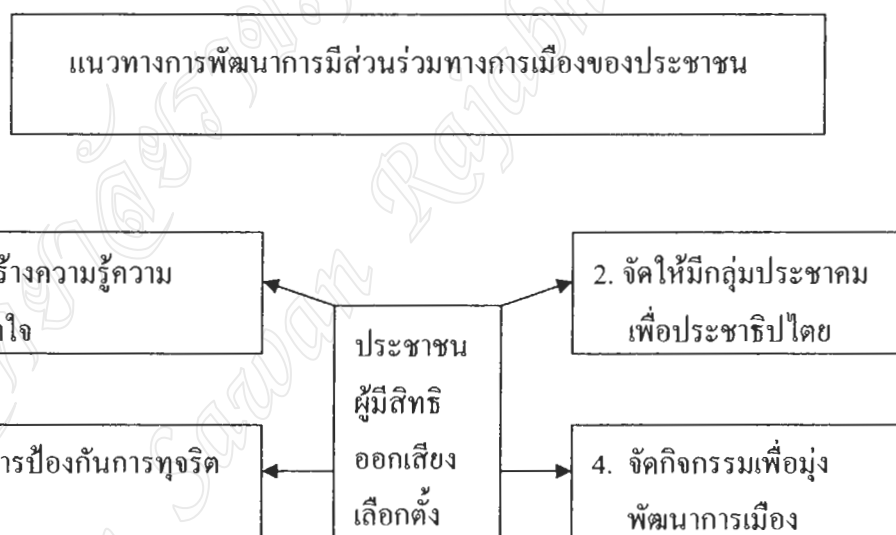 แนวทางการพัฒนาการมีส่วนร่วมทางการเมืองของประชาชน
ร้างความรู้ความ
าใจ
2. จัดให้มีกลุ่มประชาคม
เพื่อประชาธิปไตย
ประชาชน
ผู้มีสิทธิ
ออกเสียง
เลือกตั้ง
ารป้องกันการทุจริต
4. จัดกิจกรรมเพื่อมุ่ง
พัฒนาการเมือง
Sawan Rajabh